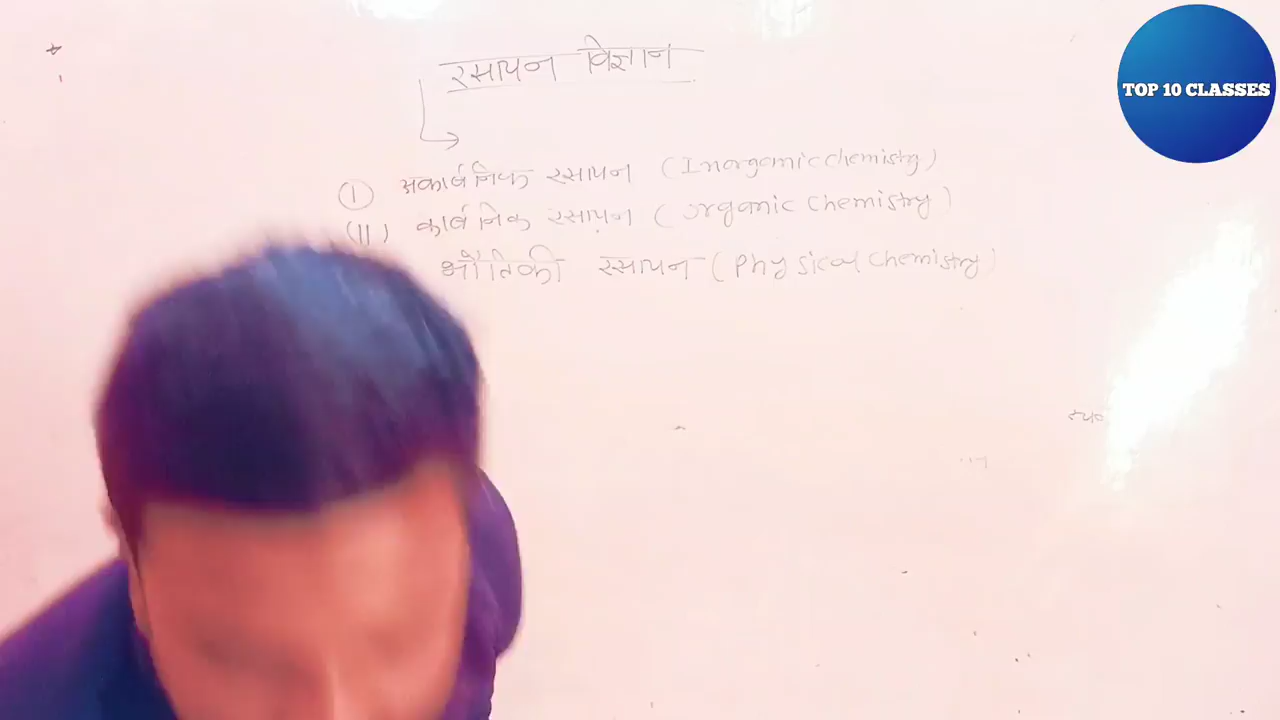 रसायन विज्ञान
TOP 10 CLASSES
(I) अकार्बनिक रसायन (Inorganic chemistry)
(II) कार्बनिक रसायन (organic chemistry)
भौतिकी रसायन (Physical chemistry)